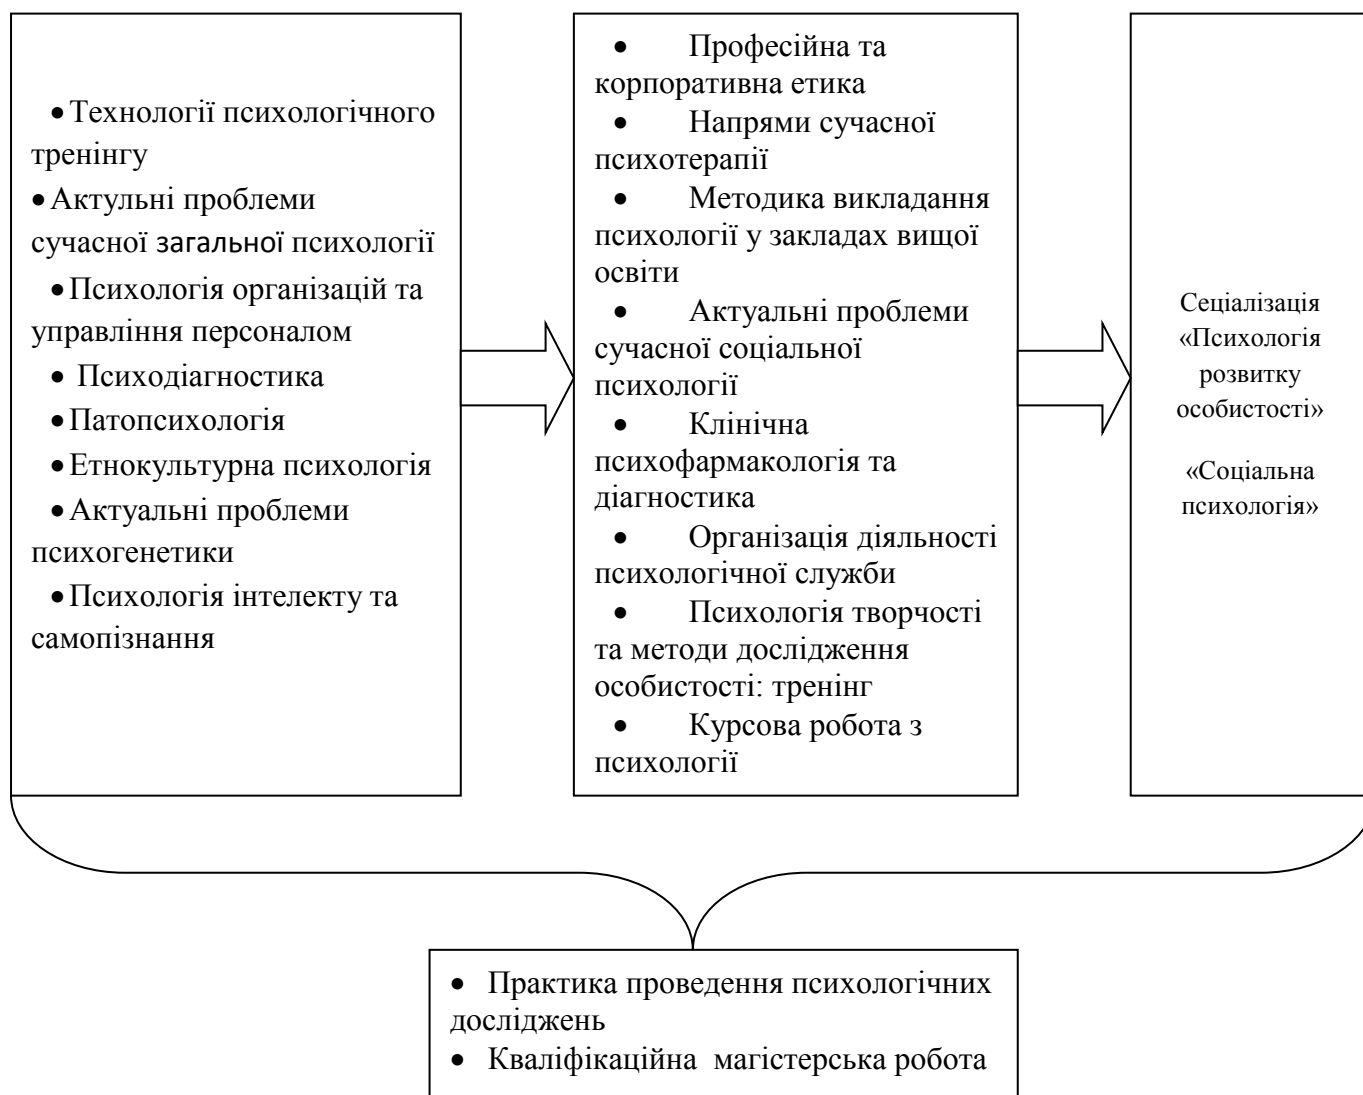 • Технології психологічного
тренінгу
• Актульні проблеми
сучасної загальної психології
• Психологія організацій та
управління персоналом
• Психодіагностика
• Патопсихологія
• Етнокультурна психологія
• Актуальні проблеми
психогенетики
• Психологія інтелекту та
самопізнання
• Професійна та
корпоративна етика
• Напрями сучасної
психотерапії
• Методика викладання
психології у закладах вищої
освіти
• Актуальні проблеми
сучасної соціальної
психології
• Клінічна
психофармакологія та
діагностика
• Організація діяльності
психологічної служби
• Психологія творчості
та методи дослідження
особистості: тренінг
• Курсова робота з
психології
Сеціалізація
«Психологія
розвитку
особистості»
«Соціальна
психологія»
• Практика проведення психологічних
досліджень
• Кваліфікаційна магістерська робота